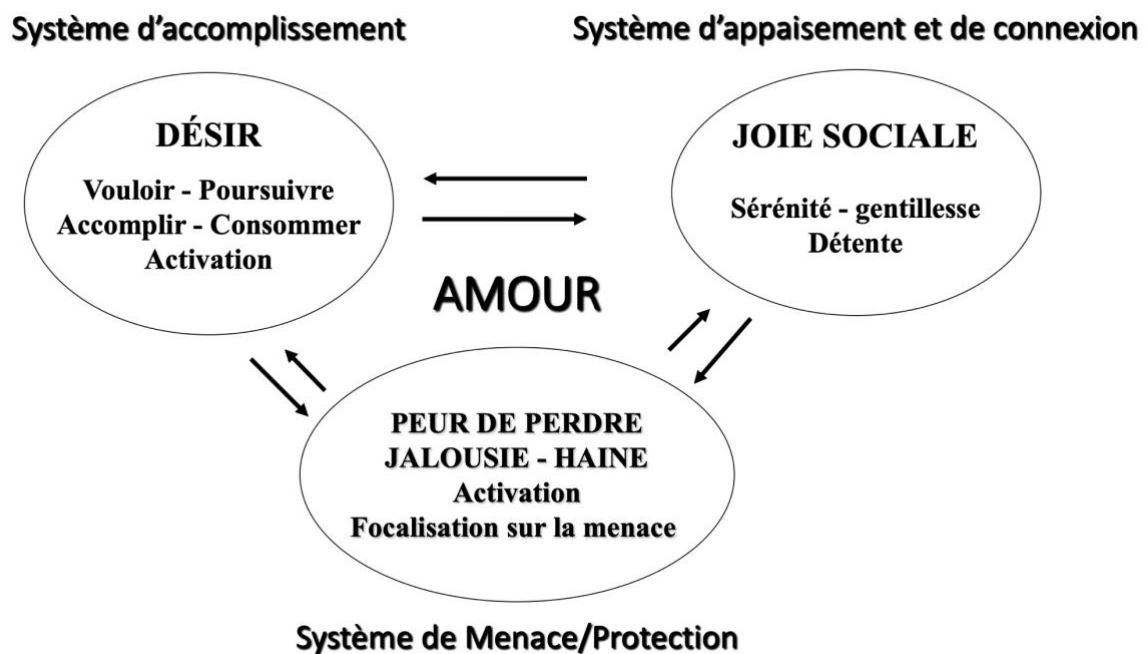 Système d’accomplissement
Système d’appaisement et de connexion
DÉSIR
Vouloir - Poursuivre
Accomplir - Consommer
Activation
JOIE SOCIALE
Sérénité - gentillesse
Détente
AMOUR
PEUR DE PERDRE
JALOUSIE - HAINE
Activation
Focalisation sur la menace
Système de Menace/Protection